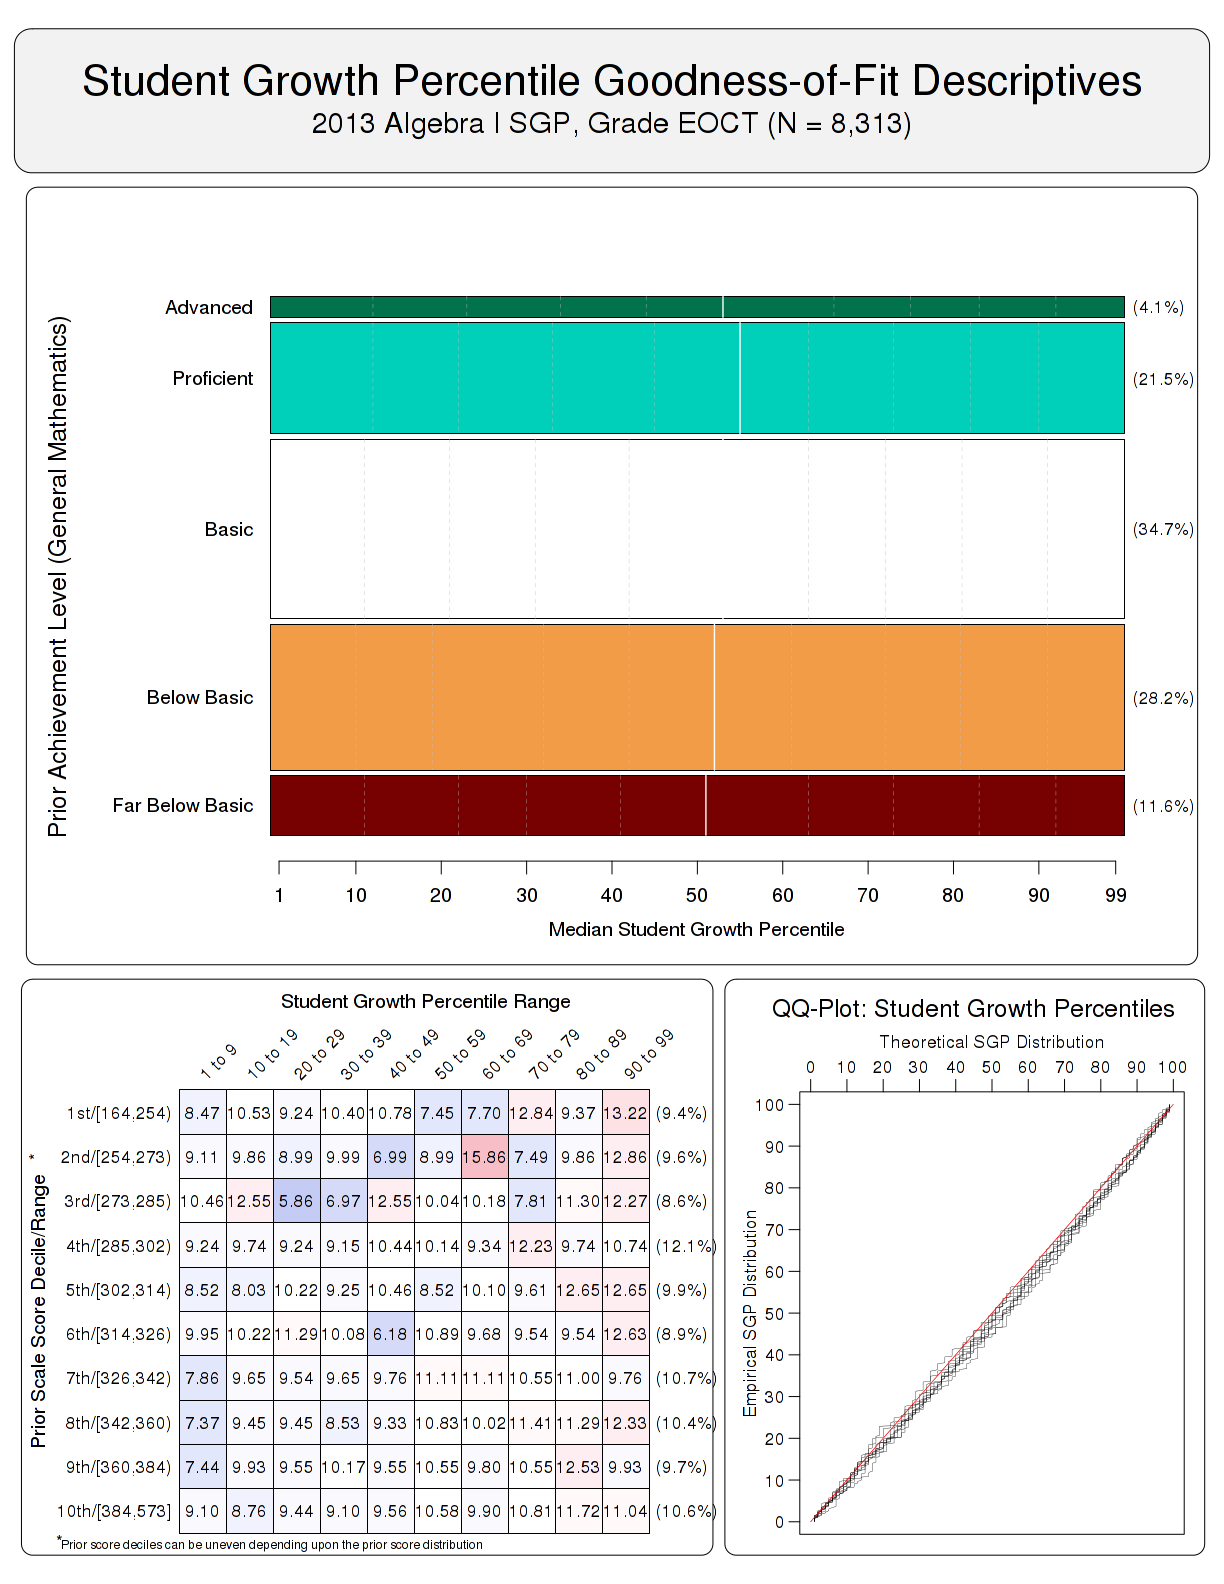 Student Growth Percentile Goodness-of-Fit Descriptives
2013 Algebra I SGP, Grade EOCT (N = 8,313)
Prior Achievement Level (General Mathematics)
Advanced (4.1%)
Proficient (21.5%)
Basic (34.7%)
Below Basic (28.2%)
Far Below Basic (11.6%)
1 10 20 30 40 50 60 70 80 90 99
Median Student Growth Percentile
Student Growth Percentile Range
1 to 9 10 to 19 20 to 29 30 to 39 40 to 49 50 to 59 60 to 69 70 to 79 80 to 89 90 to 99
Prior Scale Score Decile/Range *
1st/[164,254) 8.47 10.53 9.24 10.40 10.78 7.45 7.70 12.84 9.37 13.22 (9.4%)
2nd/[254,273) 9.11 9.86 8.99 9.99 6.99 8.99 15.86 7.49 9.86 12.86 (9.6%)
3rd/[273,285) 10.46 12.55 5.86 6.97 12.55 10.04 10.18 7.81 11.30 12.27 (8.6%)
4th/[285,302) 9.24 9.74 9.24 9.15 10.44 10.14 9.34 12.23 9.74 10.74 (12.1%)
5th/[302,314) 8.52 8.03 10.22 9.25 10.46 8.52 10.10 9.61 12.65 12.65 (9.9%)
6th/[314,326) 9.95 10.22 11.29 10.08 6.18 10.89 9.68 9.54 9.54 12.63 (8.9%)
7th/[326,342) 7.86 9.65 9.54 9.65 9.76 11.11 11.11 10.55 11.00 9.76 (10.7%)
8th/[342,360) 7.37 9.45 9.45 8.53 9.33 10.83 10.02 11.41 11.29 12.33 (10.4%)
9th/[360,384) 7.44 9.93 9.55 10.17 9.55 10.55 9.80 10.55 12.53 9.93 (9.7%)
10th/[384,573] 9.10 8.76 9.44 9.10 9.56 10.58 9.90 10.81 11.72 11.04 (10.6%)
*Prior score deciles can be uneven depending upon the prior score distribution
QQ-Plot: Student Growth Percentiles
Theoretical SGP Distribution
0 10 20 30 40 50 60 70 80 90 100
Empirical SGP Distribution
100
90
80
70
60
50
40
30
20
10
0